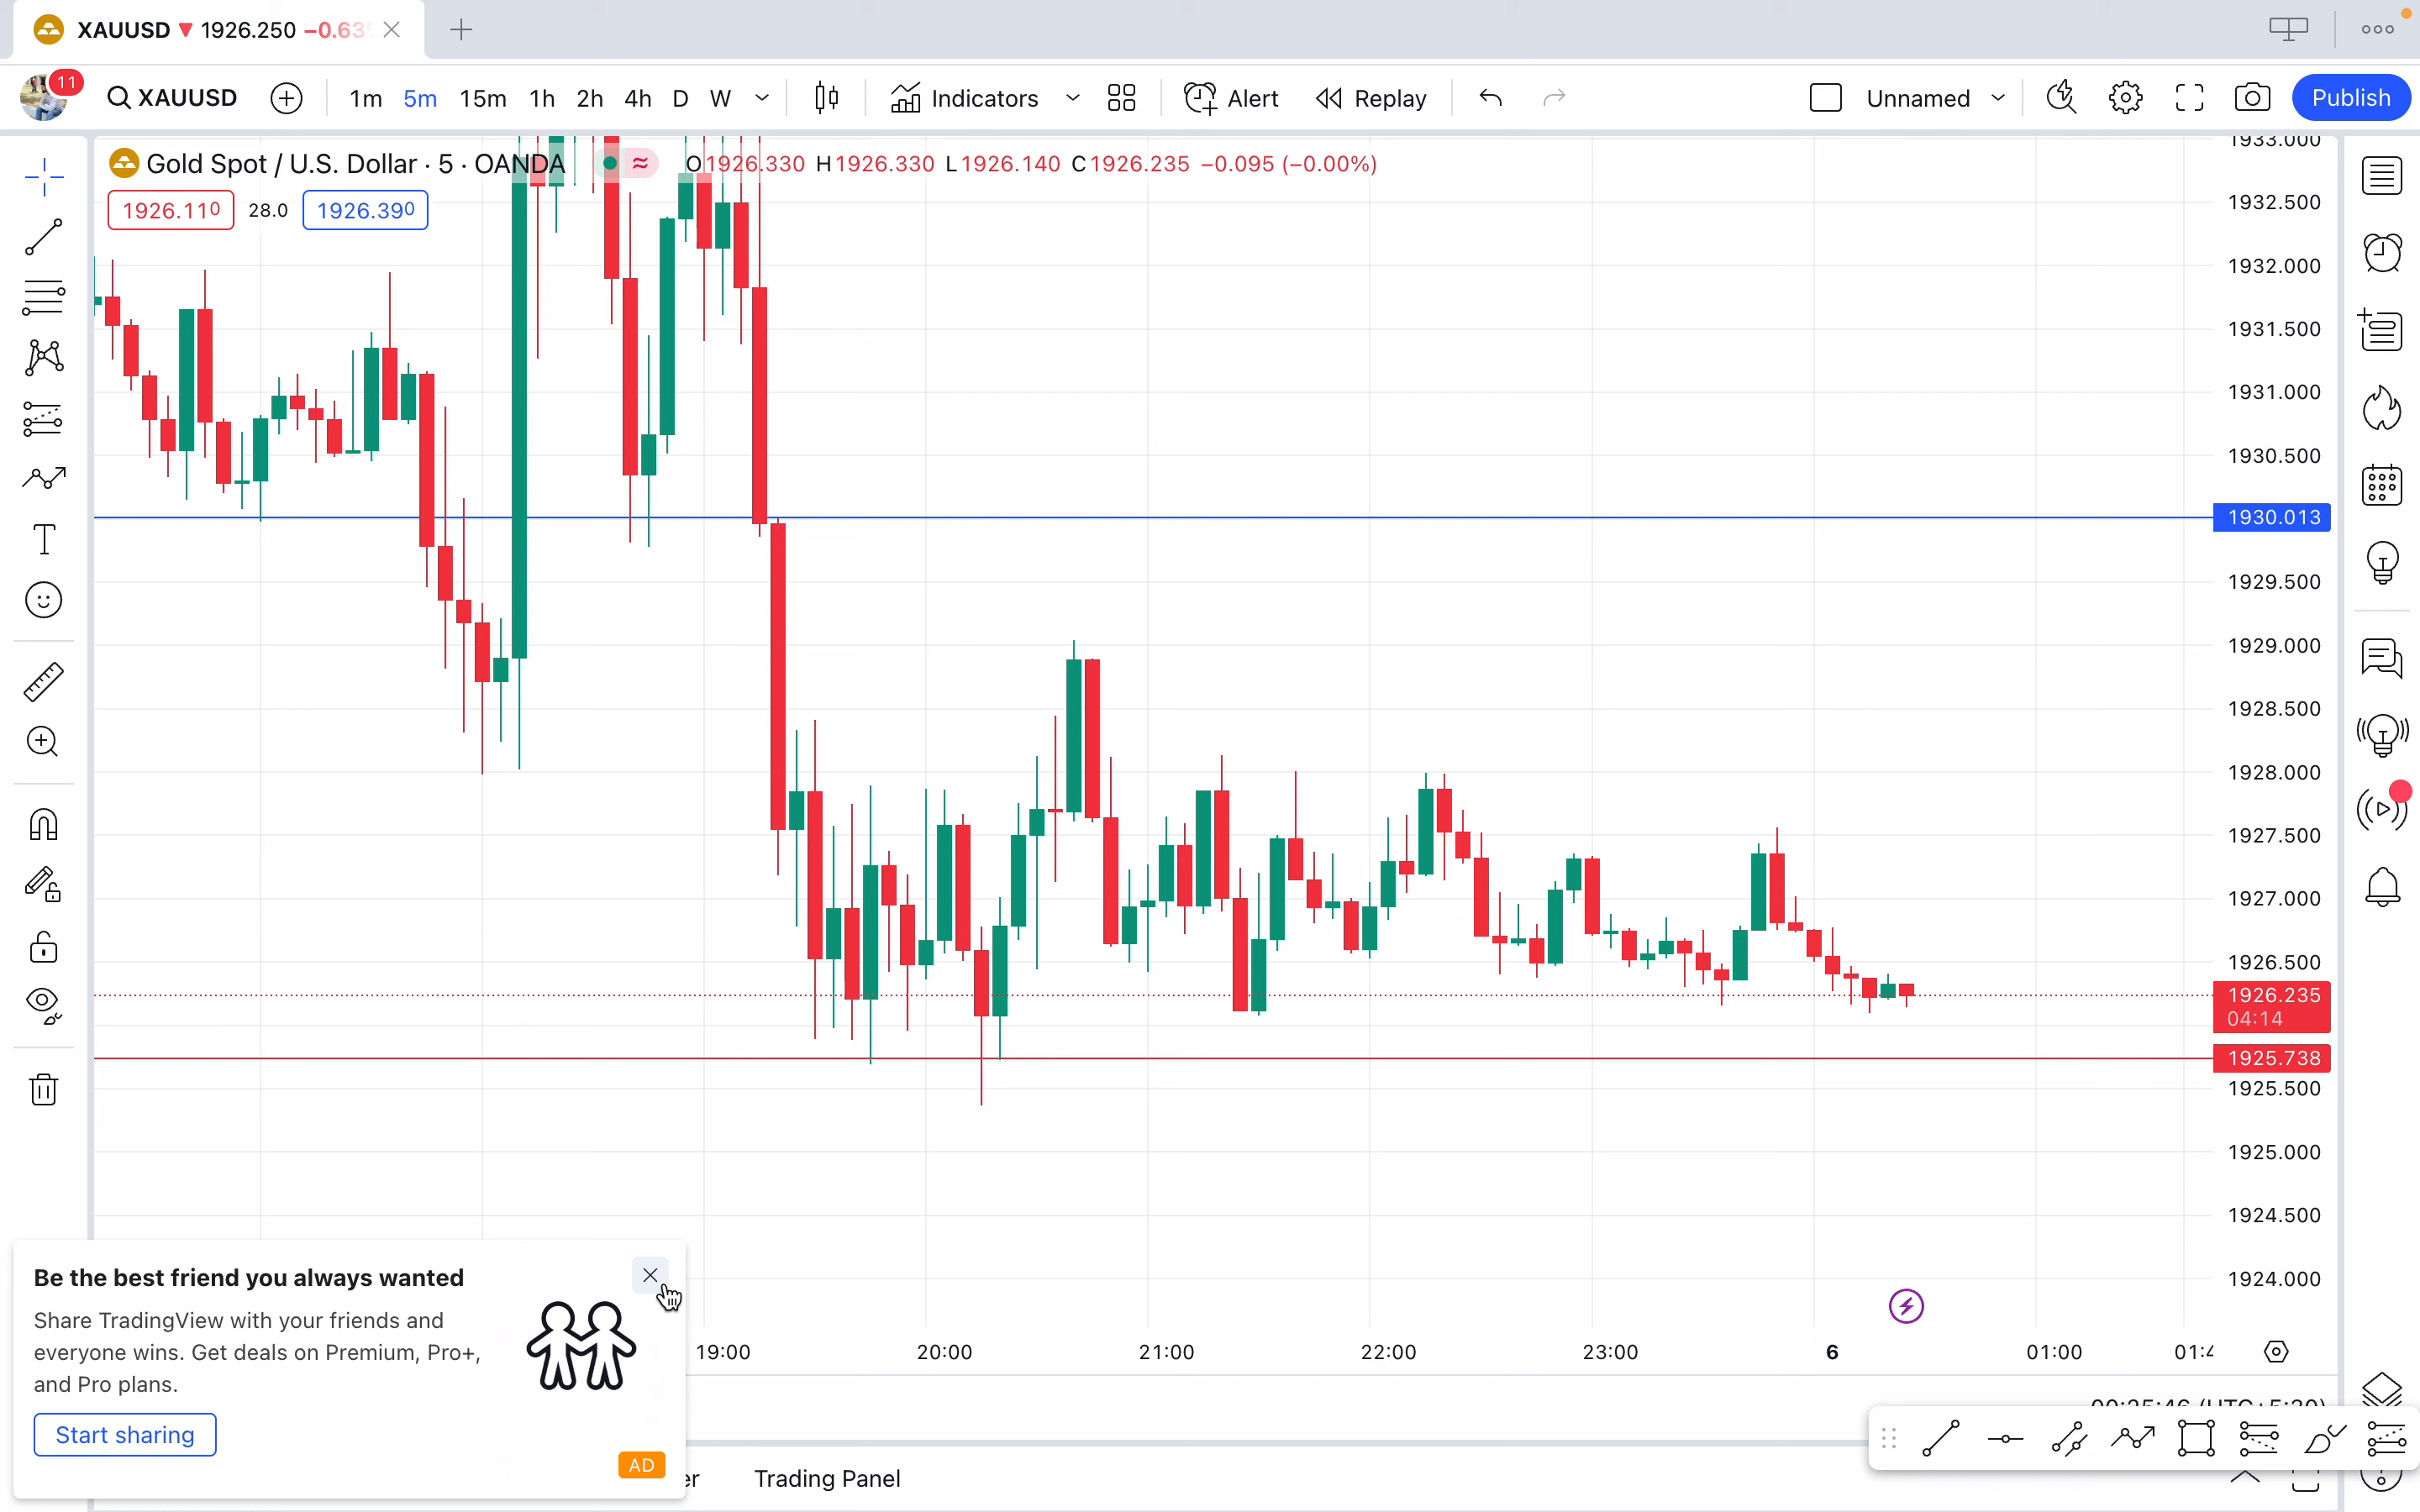 XAUUSD 1926.250 −0.63
11 XAUUSD 1m 5m 15m 1h 2h 4h D W Indicators Alert Replay Unnamed Publish
Gold Spot / U.S. Dollar · 5 · OANDA O1926.330 H1926.330 L1926.140 C1926.235 −0.095 (−0.00%)
1926.110 28.0 1926.390
1933.000
1932.500
1932.000
1931.500
1931.000
1930.500
1930.013
1929.500
1929.000
1928.500
1928.000
1927.500
1927.000
1926.500
1926.235
04:14
1925.738
1925.500
1925.000
1924.500
1924.000
Be the best friend you always wanted
Share TradingView with your friends and
everyone wins. Get deals on Premium, Pro+,
and Pro plans.
Start sharing
AD
19:00 20:00 21:00 22:00 23:00 6 01:00
00:25:46 (UTC+5:30)
Trading Panel